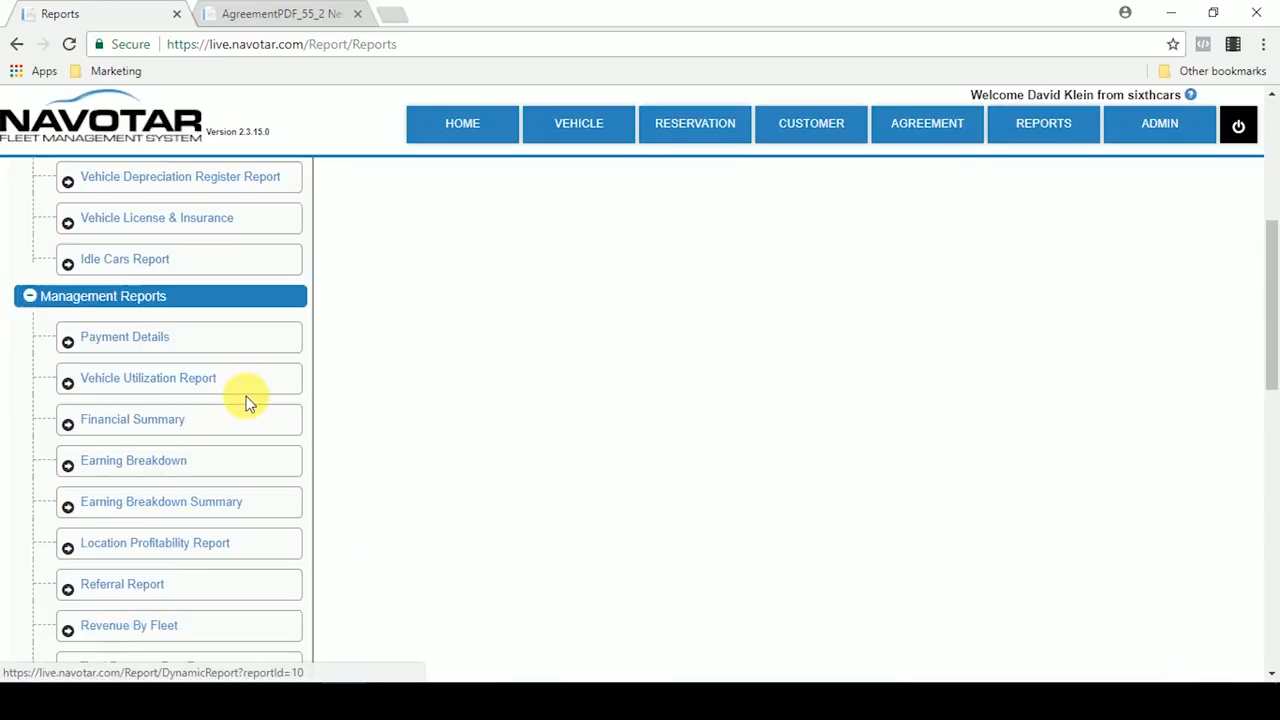 Reports
AgreementPDF_55_2 Ne
Secure
https://live.navotar.com/Report/Reports
Apps
Marketing
Other bookmarks
Welcome David Klein from sixthcars
NAVOTAR
FLEET MANAGEMENT SYSTEM
Version 2.3.15.0
HOME
VEHICLE
RESERVATION
CUSTOMER
AGREEMENT
REPORTS
ADMIN
Vehicle Depreciation Register Report
Vehicle License & Insurance
Idle Cars Report
Management Reports
Payment Details
Vehicle Utilization Report
Financial Summary
Earning Breakdown
Earning Breakdown Summary
Location Profitability Report
Referral Report
Revenue By Fleet
https://live.navotar.com/Report/DynamicReport?reportId=10